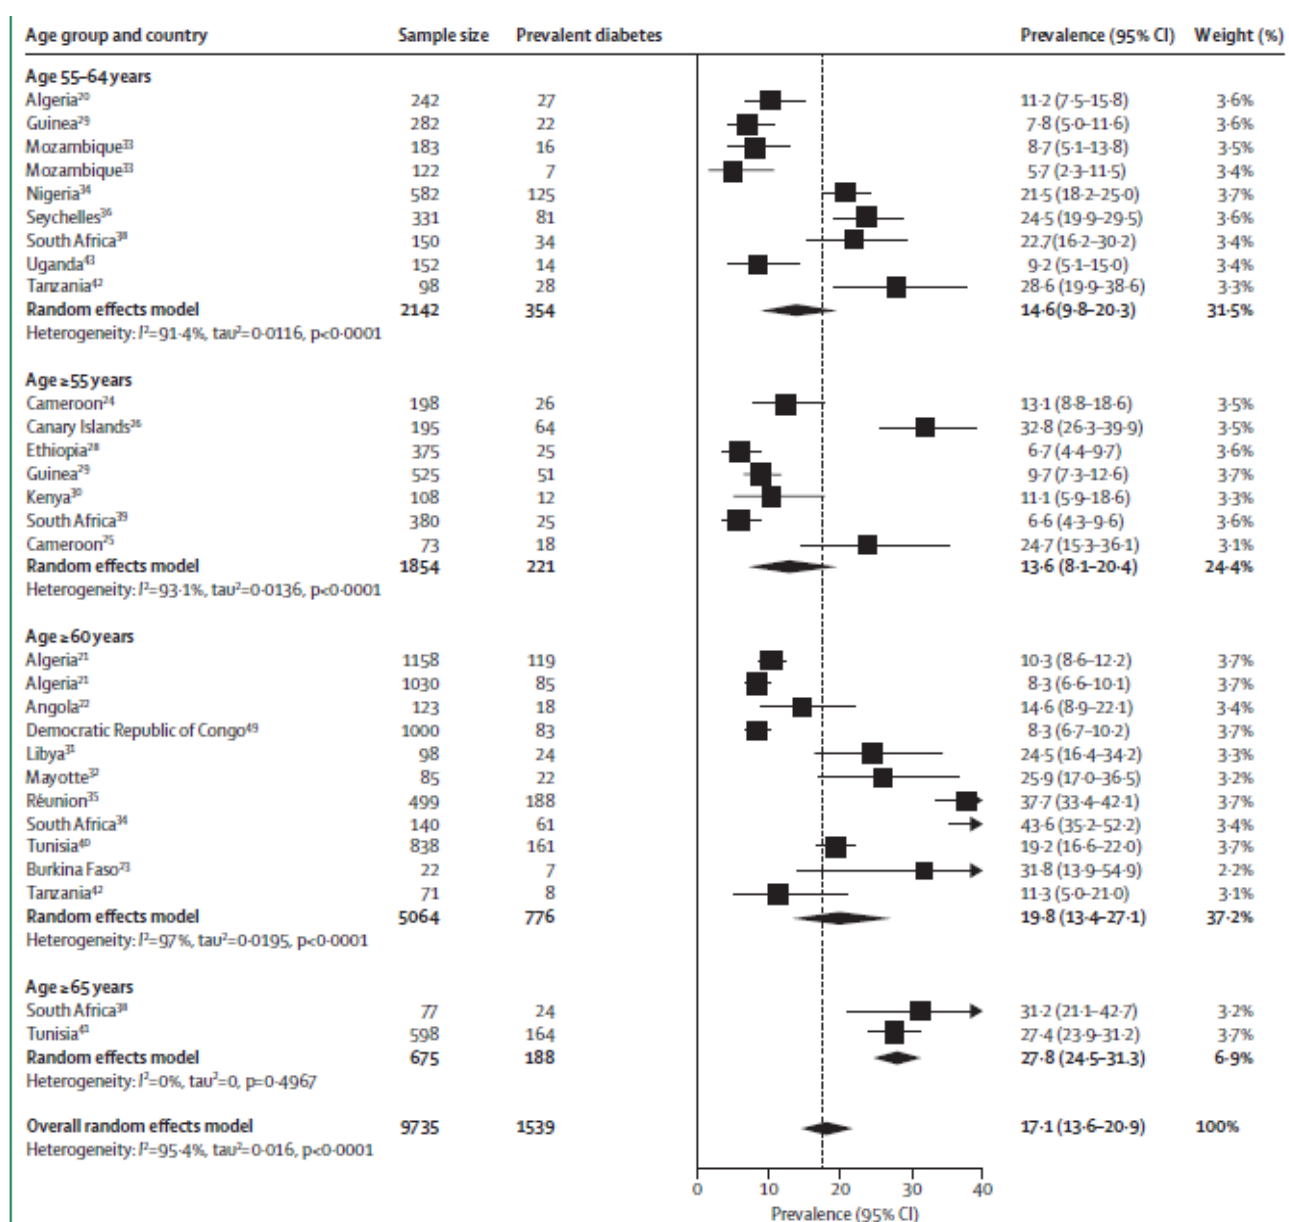 Age group and country Sample size Prevalent diabetes Prevalence (95% CI) Weight (%)
Age 55–64 years
Algeria²⁰ 242 27 11·2 (7·5–15·8) 3·6%
Guinea²⁹ 282 22 7·8 (5·0–11·6) 3·6%
Mozambique³³ 183 16 8·7 (5·1–13·8) 3·5%
Mozambique³³ 122 7 5·7 (2·3–11·5) 3·4%
Nigeria³⁴ 582 125 21·5 (18·2–25·0) 3·7%
Seychelles³⁶ 331 81 24·5 (19·9–29·5) 3·6%
South Africa³⁸ 150 34 22.7(16·2–30·2) 3·4%
Uganda⁴³ 152 14 9·2 (5·1–15·0) 3·4%
Tanzania⁴² 98 28 28·6 (19·9–38·6) 3·3%
Random effects model 2142 354 14·6(9·8–20·3) 31·5%
Heterogeneity: I²=91·4%, tau²=0·0116, p<0·0001
Age ≥55 years
Cameroon²⁴ 198 26 13·1 (8·8–18·6) 3·5%
Canary Islands²⁶ 195 64 32·8 (26·3–39·9) 3·5%
Ethiopia²⁸ 375 25 6·7 (4·4–9·7) 3·6%
Guinea²⁹ 525 51 9·7 (7·3–12·6) 3·7%
Kenya³⁰ 108 12 11·1 (5·9–18·6) 3·3%
South Africa³⁹ 380 25 6·6 (4·3–9·6) 3·6%
Cameroon²⁵ 73 18 24·7 (15·3–36·1) 3·1%
Random effects model 1854 221 13·6 (8·1–20·4) 24·4%
Heterogeneity: I²=93·1%, tau²=0·0136, p<0·0001
Age ≥60 years
Algeria²¹ 1158 119 10·3 (8·6–12·2) 3·7%
Algeria²¹ 1030 85 8·3 (6·6–10·1) 3·7%
Angola²² 123 18 14·6 (8·9–22·1) 3·4%
Democratic Republic of Congo⁴⁹ 1000 83 8·3 (6·7–10·2) 3·7%
Libya³¹ 98 24 24·5 (16·4–34·2) 3·3%
Mayotte³² 85 22 25·9 (17·0–36·5) 3·2%
Réunion³⁵ 499 188 37·7 (33·4–42·1) 3·7%
South Africa³⁴ 140 61 43·6 (35·2–52·2) 3·4%
Tunisia⁴⁰ 838 161 19·2 (16·6–22·0) 3·7%
Burkina Faso²³ 22 7 31·8 (13·9–54·9) 2·2%
Tanzania⁴² 71 8 11·3 (5·0–21·0) 3·1%
Random effects model 5064 776 19·8 (13·4–27·1) 37·2%
Heterogeneity: I²=97%, tau²=0·0195, p<0·0001
Age ≥65 years
South Africa³⁸ 77 24 31·2 (21·1–42·7) 3·2%
Tunisia⁴¹ 598 164 27·4 (23·9–31·2) 3·7%
Random effects model 675 188 27·8 (24·5–31.3) 6·9%
Heterogeneity: I²=0%, tau²=0, p=0·4967
Overall random effects model 9735 1539 17·1 (13·6–20·9) 100%
Heterogeneity: I²=95·4%, tau²=0·016, p<0·0001
0 10 20 30 40
Prevalence (95% CI)